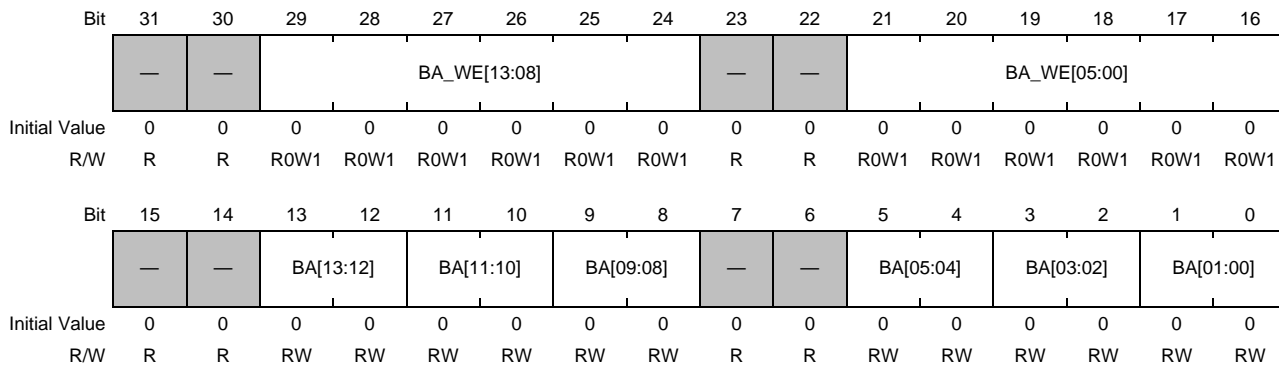 Bit 31 30 29 28 27 26 25 24 23 22 21 20 19 18 17 16
— — BA_WE[13:08] — — BA_WE[05:00]
Initial Value 0 0 0 0 0 0 0 0 0 0 0 0 0 0 0 0
R/W R R R0W1 R0W1 R0W1 R0W1 R0W1 R0W1 R R R0W1 R0W1 R0W1 R0W1 R0W1 R0W1
Bit 15 14 13 12 11 10 9 8 7 6 5 4 3 2 1 0
— — BA[13:12] BA[11:10] BA[09:08] — — BA[05:04] BA[03:02] BA[01:00]
Initial Value 0 0 0 0 0 0 0 0 0 0 0 0 0 0 0 0
R/W R R RW RW RW RW RW RW R R RW RW RW RW RW RW